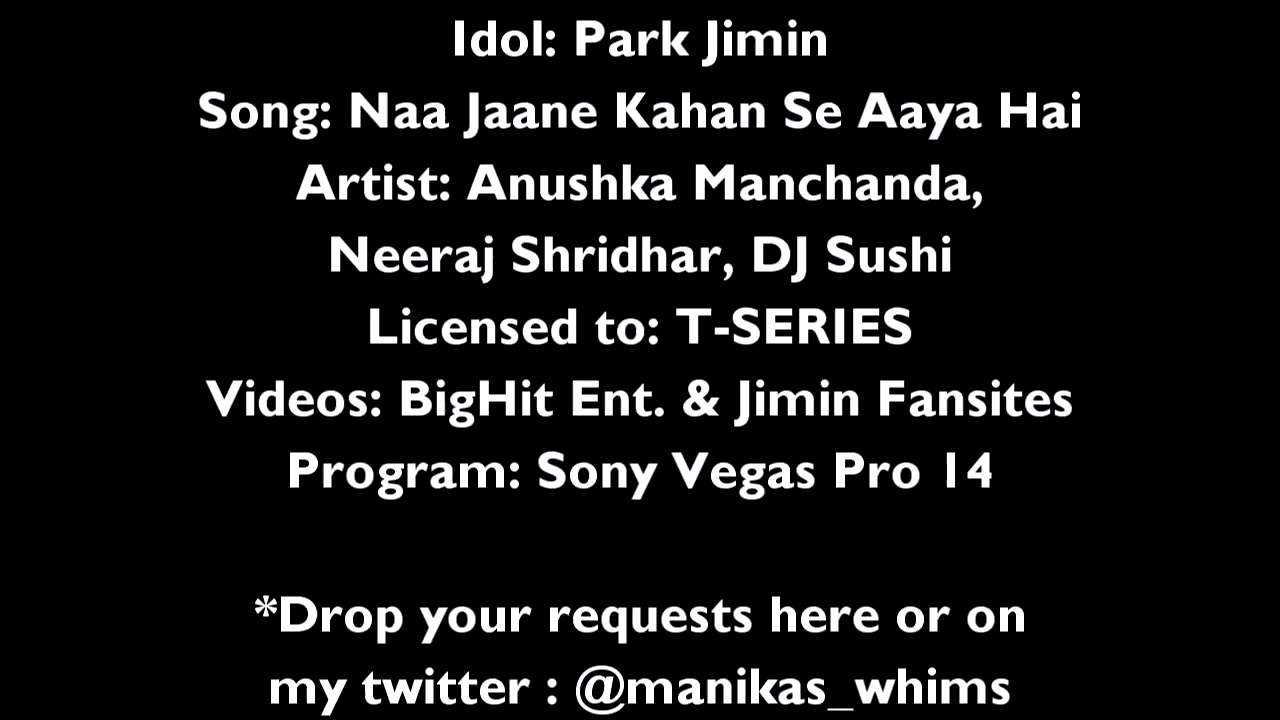 Idol: Park Jimin
Song: Naa Jaane Kahan Se Aaya Hai
Artist: Anushka Manchanda,
Neeraj Shridhar, DJ Sushi
Licensed to: T-SERIES
Videos: BigHit Ent. & Jimin Fansites
Program: Sony Vegas Pro 14
*Drop your requests here or on
my twitter : @manikas_whims